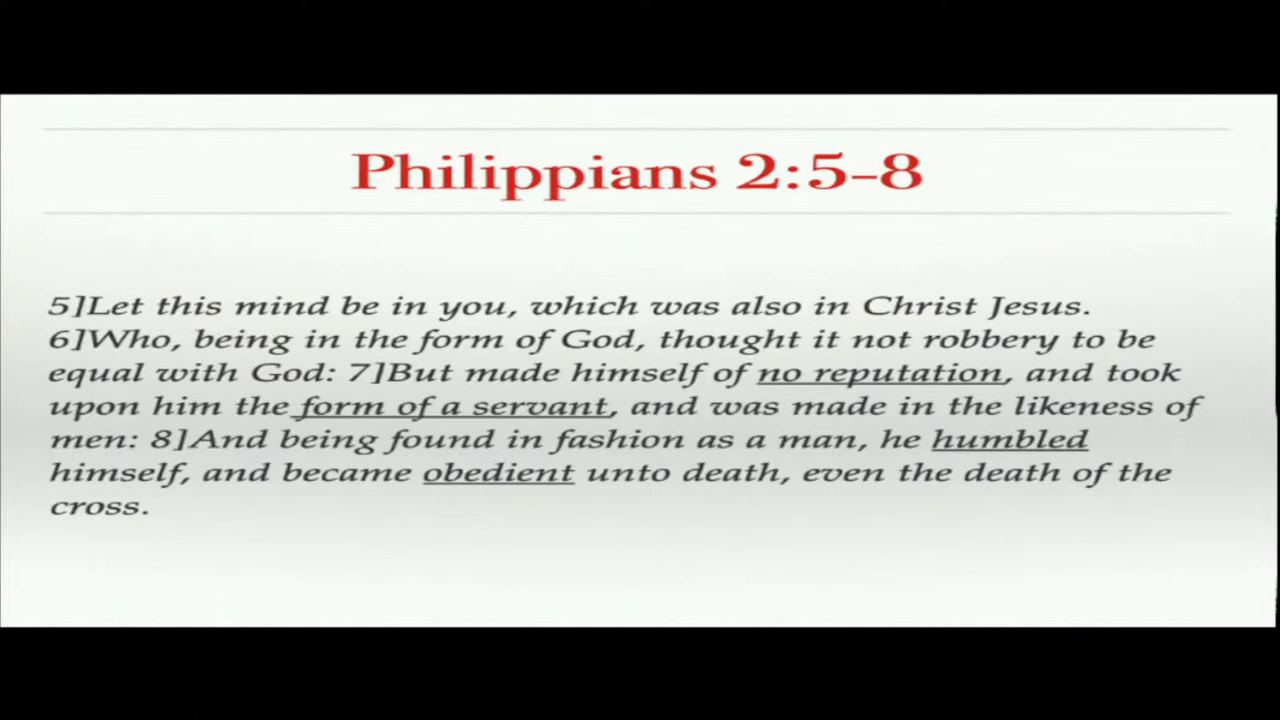 Philippians 2:5-8
5]Let this mind be in you, which was also in Christ Jesus.
6]Who, being in the form of God, thought it not robbery to be
equal with God: 7]But made himself of no reputation, and took
upon him the form of a servant, and was made in the likeness of
men: 8]And being found in fashion as a man, he humbled
himself, and became obedient unto death, even the death of the
cross.